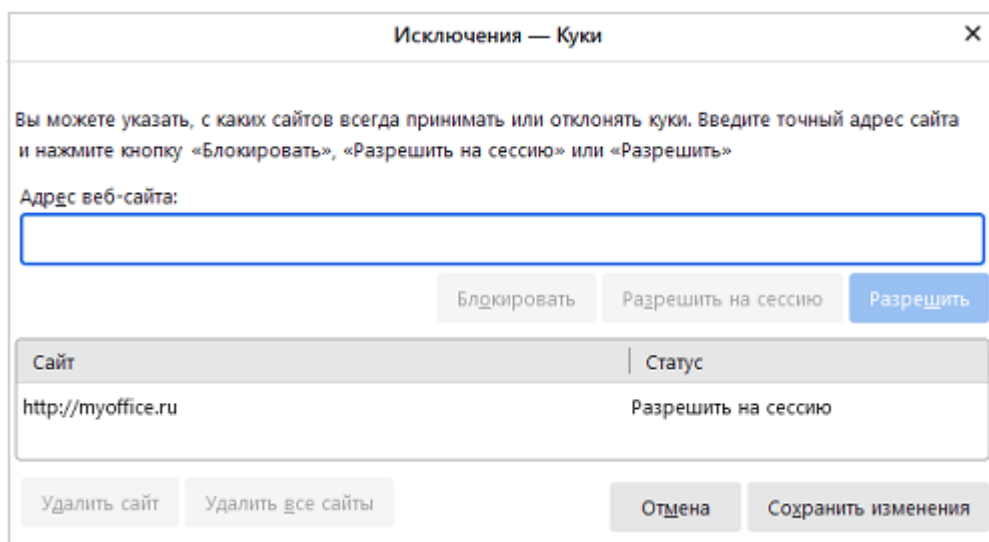 Исключения — Куки
Вы можете указать, с каких сайтов всегда принимать или отклонять куки. Введите точный адрес сайта
и нажмите кнопку «Блокировать», «Разрешить на сессию» или «Разрешить»
Адрес веб-сайта:
Блокировать Разрешить на сессию Разрешить
Сайт Статус
http://myoffice.ru Разрешить на сессию
Удалить сайт Удалить все сайты Отмена Сохранить изменения